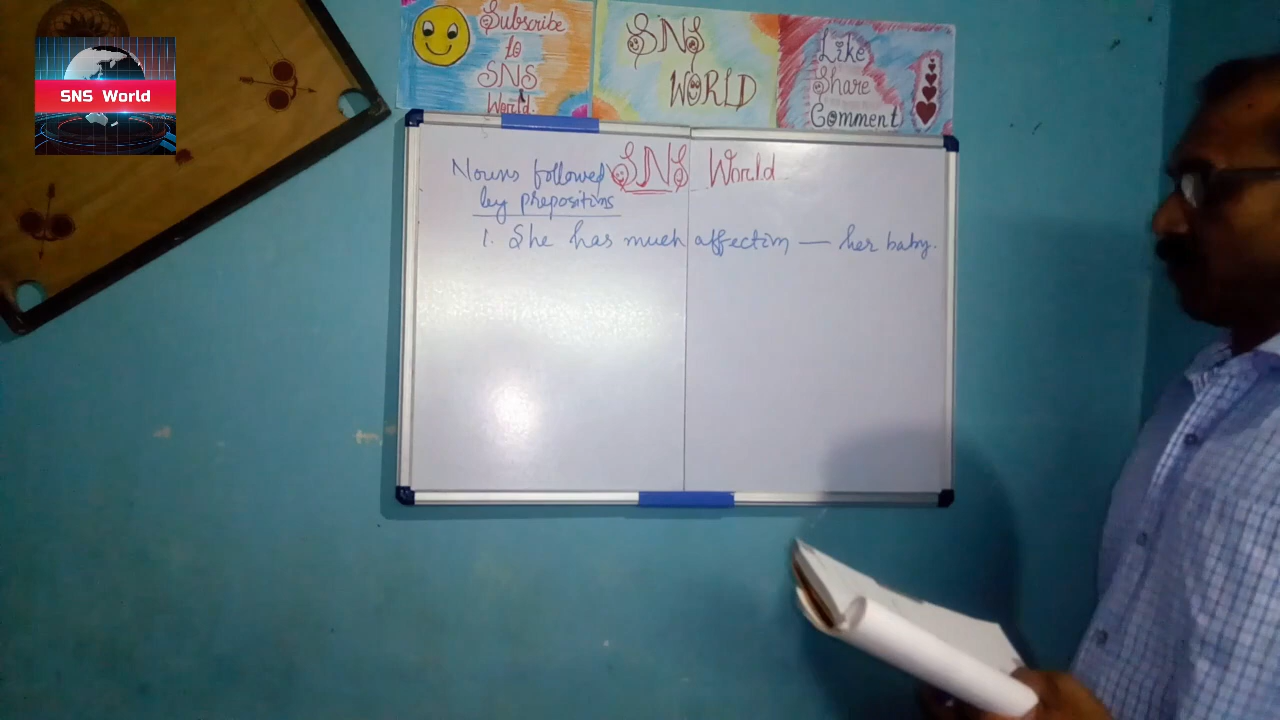 SNS World
Subscribe
to
SNS
World.
SNS
WORLD
Like
Share
Comment
SNS World
Nouns followed
by prepositions
1. She has much affection — her baby.